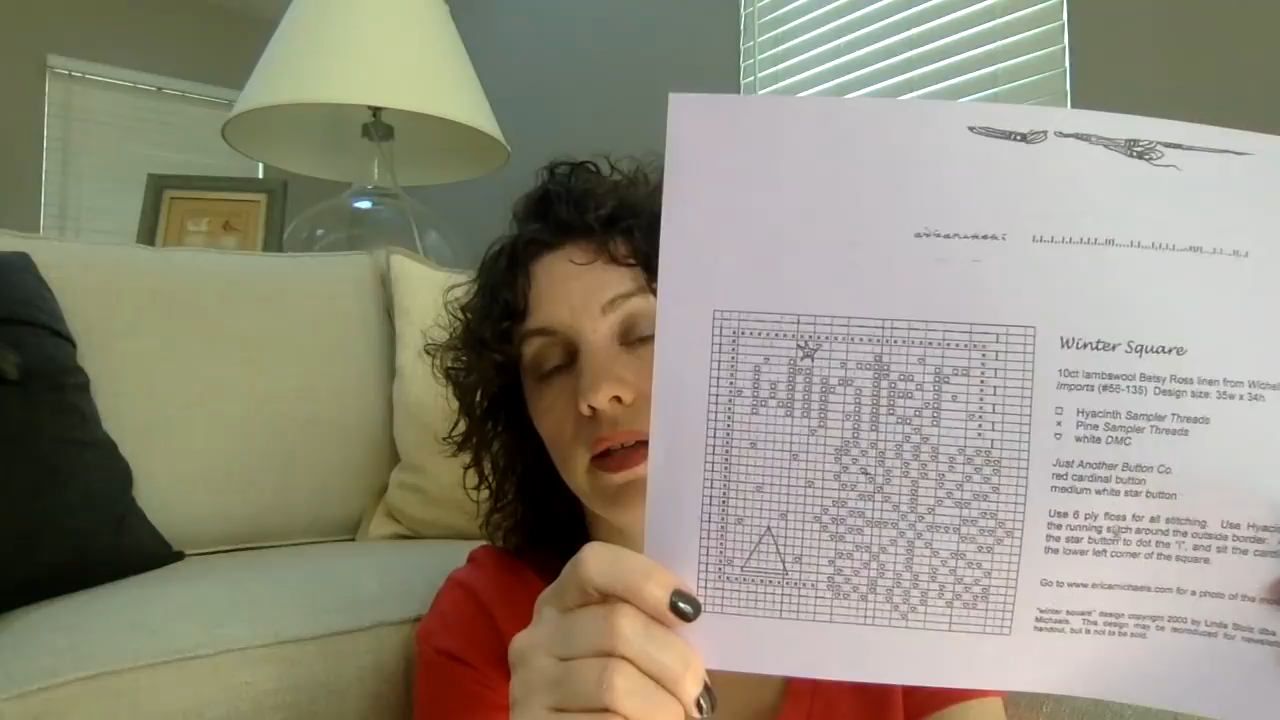 winter
Winter Square
10ct lambswool Betsy Ross linen from Wiche
Imports (#56-135) Design size: 35w x 34h
Hyacinth Sampler Threads
× Pine Sampler Threads
white DMC
Just Another Button Co.
red cardinal button
medium white star button
Use 6 ply floss for all stitching. Use Hyac
the running stitch around the outside border.
the star button to dot the "i", and sit the card
the lower left corner of the square.
Go to www.ericamichaels.com for a photo of the
"winter square" design copyright 2003 by Linda Stolz dba
Michaels. This design may be reproduced for
handout, but is not to be sold.